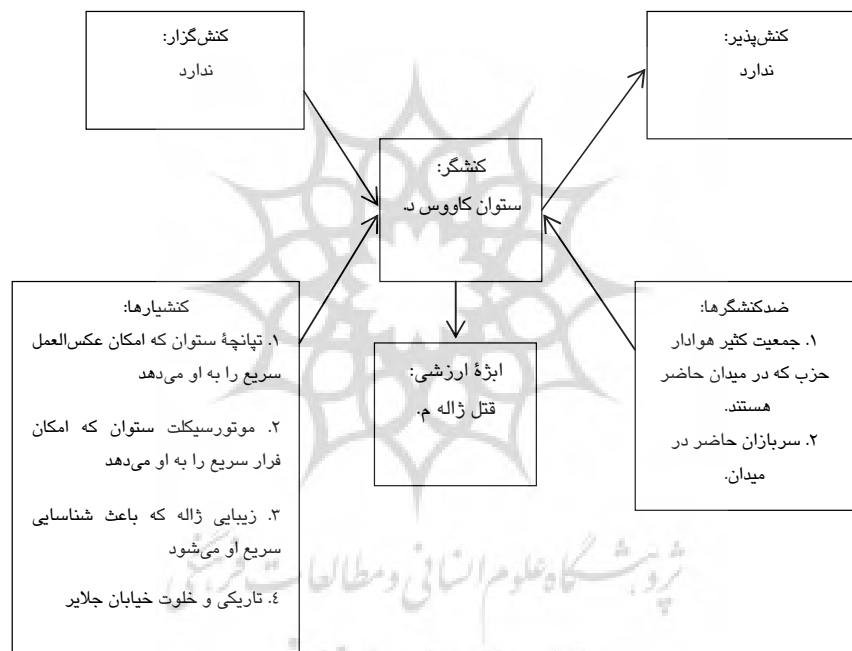 کنش‌پذیر:
ندارد
کنش‌گزار:
ندارد
کنشگر:
ستوان کاووس د.
ضدکنشگرها:
۱. جمعیت کثیر هوادار
حزب که در میدان حاضر
هستند.
۲. سربازان حاضر در
میدان.
ابژهٔ ارزشی:
قتل ژاله م.
کنشیارها:
۱. تپانچهٔ ستوان که امکان عکس‌العمل
سریع را به او می‌دهد
۲. موتورسیکلت ستوان که امکان
فرار سریع را به او می‌دهد
۳. زیبایی ژاله که باعث شناسایی
سریع او می‌شود
٤. تاریکی و خلوت خیابان جلایر
پژوهشگاه علوم انسانی و مطالعات فرهنگی